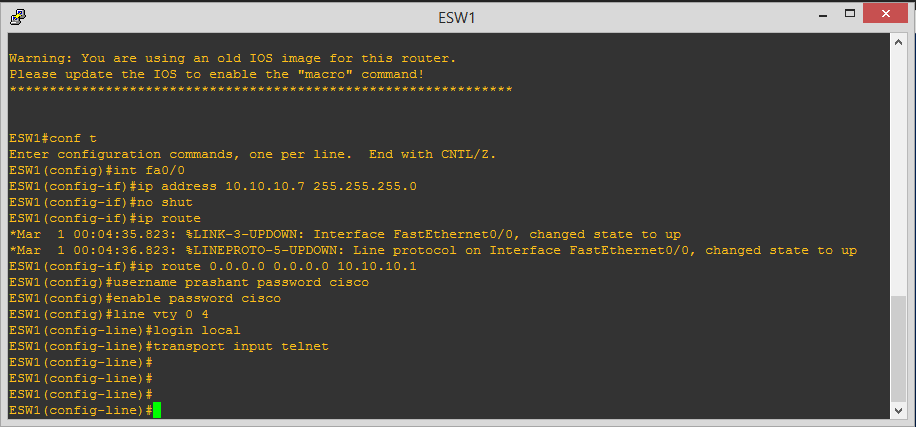 ESW1
Warning: You are using an old IOS image for this router.
Please update the IOS to enable the "macro" command!
***************************************************************
ESW1#conf t
Enter configuration commands, one per line.  End with CNTL/Z.
ESW1(config)#int fa0/0
ESW1(config-if)#ip address 10.10.10.7 255.255.255.0
ESW1(config-if)#no shut
ESW1(config-if)#ip route
*Mar  1 00:04:35.823: %LINK-3-UPDOWN: Interface FastEthernet0/0, changed state to up
*Mar  1 00:04:36.823: %LINEPROTO-5-UPDOWN: Line protocol on Interface FastEthernet0/0, changed state to up
ESW1(config-if)#ip route 0.0.0.0 0.0.0.0 10.10.10.1
ESW1(config)#username prashant password cisco
ESW1(config)#enable password cisco
ESW1(config)#line vty 0 4
ESW1(config-line)#login local
ESW1(config-line)#transport input telnet
ESW1(config-line)#
ESW1(config-line)#
ESW1(config-line)#
ESW1(config-line)#